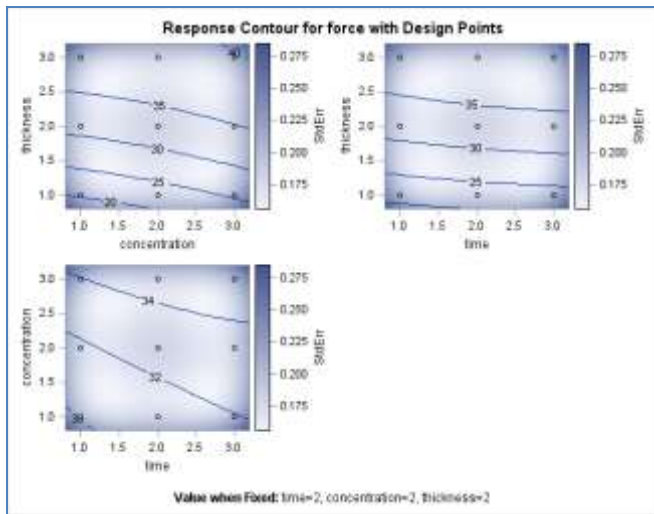 Response Contour for force with Design Points
3.0
2.5
2.0
1.5
1.0
thickness
40
35
30
25
20
1.0 1.5 2.0 2.5 3.0
concentration
0.275
0.250
0.225
0.200
0.175
StdErr
3.0
2.5
2.0
1.5
1.0
thickness
35
30
25
1.0 1.5 2.0 2.5 3.0
time
0.275
0.250
0.225
0.200
0.175
StdErr
3.0
2.5
2.0
1.5
1.0
concentration
34
32
1.0 1.5 2.0 2.5 3.0
time
0.275
0.250
0.225
0.200
0.175
StdErr
Value when Fixed: time=2, concentration=2, thickness=2